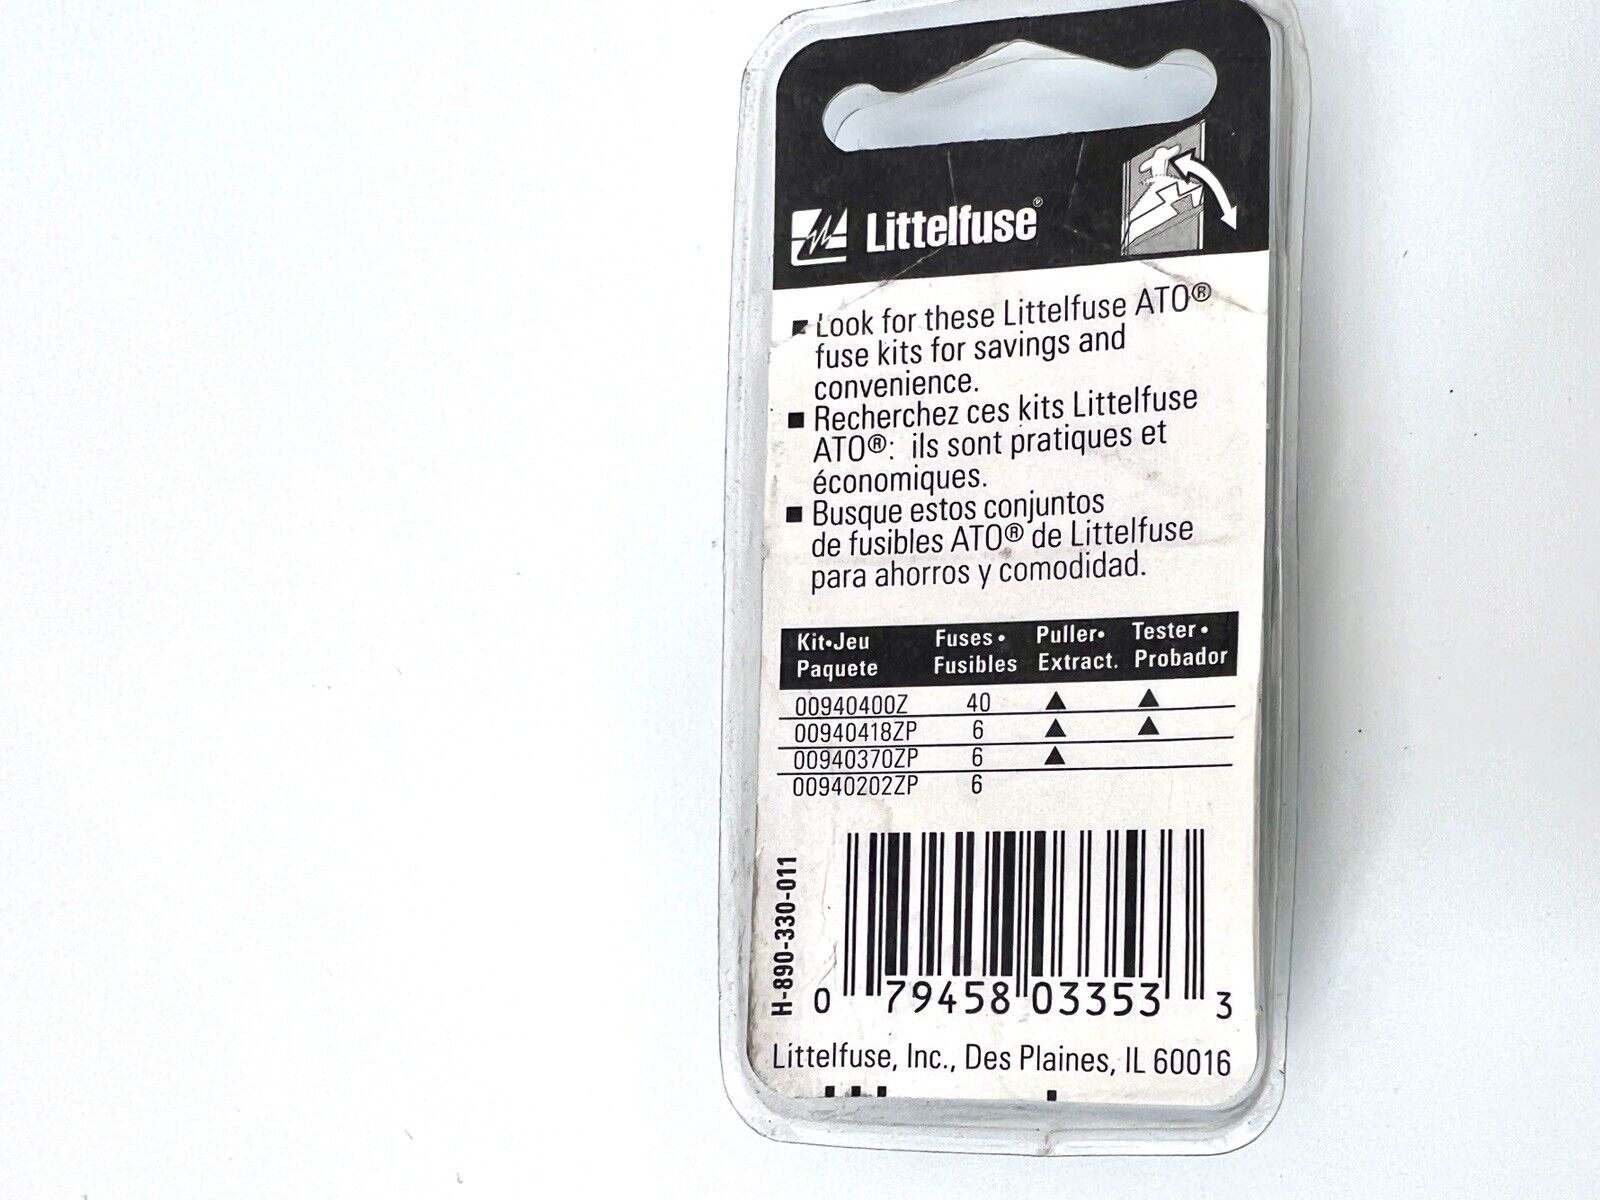 Littelfuse®
▪ Look for these Littelfuse ATO®
fuse kits for savings and
convenience.
▪ Recherchez ces kits Littelfuse
ATO®: ils sont pratiques et
économiques.
▪ Busque estos conjuntos
de fusibles ATO® de Littelfuse
para ahorros y comodidad.
Kit•Jeu Fuses • Puller• Tester •
Paquete Fusibles Extract. Probador
00940400Z 40 ▲ ▲
00940418ZP 6 ▲ ▲
00940370ZP 6 ▲
00940202ZP 6
H-890-330-011
0 79458 03353 3
Littelfuse, Inc., Des Plaines, IL 60016